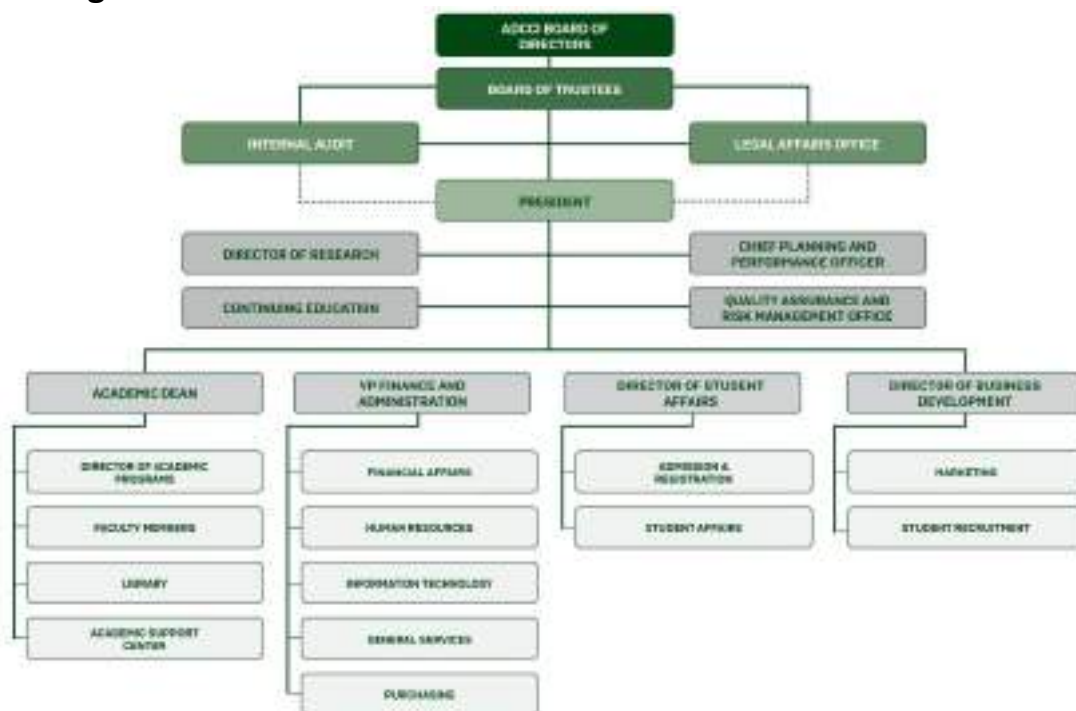 ADCCI BOARD OF
DIRECTORS
BOARD OF TRUSTEES
INTERNAL AUDIT
LEGAL AFFAIRS OFFICE
PRESIDENT
DIRECTOR OF RESEARCH
CHIEF PLANNING AND
PERFORMANCE OFFICER
CONTINUING EDUCATION
QUALITY ASSURANCE AND
RISK MANAGEMENT OFFICE
ACADEMIC DEAN
VP FINANCE AND
ADMINISTRATION
DIRECTOR OF STUDENT
AFFAIRS
DIRECTOR OF BUSINESS
DEVELOPMENT
DIRECTOR OF ACADEMIC
PROGRAMS
FINANCIAL AFFAIRS
ADMISSION &
REGISTRATION
MARKETING
FACULTY MEMBERS
HUMAN RESOURCES
STUDENT AFFAIRS
STUDENT RECRUITMENT
LIBRARY
INFORMATION TECHNOLOGY
ACADEMIC SUPPORT
CENTER
GENERAL SERVICES
PURCHASING